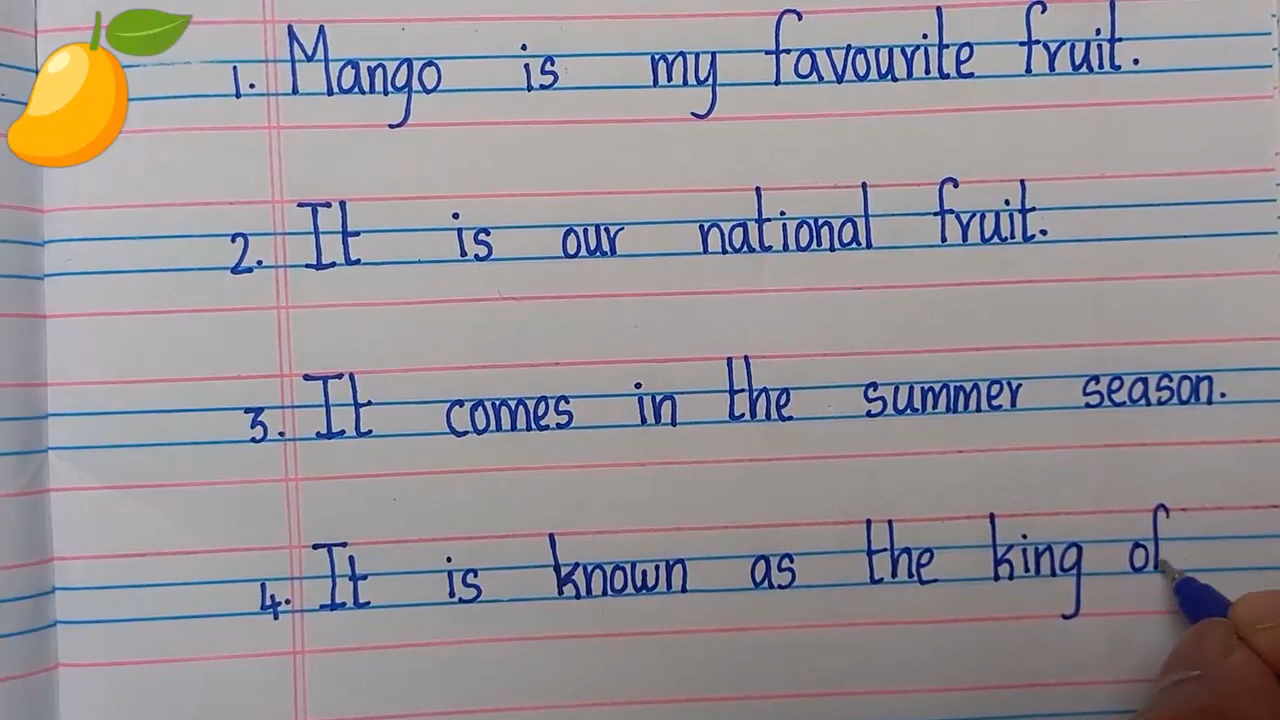 1. Mango is my favourite fruit.
2. It is our national fruit.
3. It comes in the summer season.
4. It is known as the king of